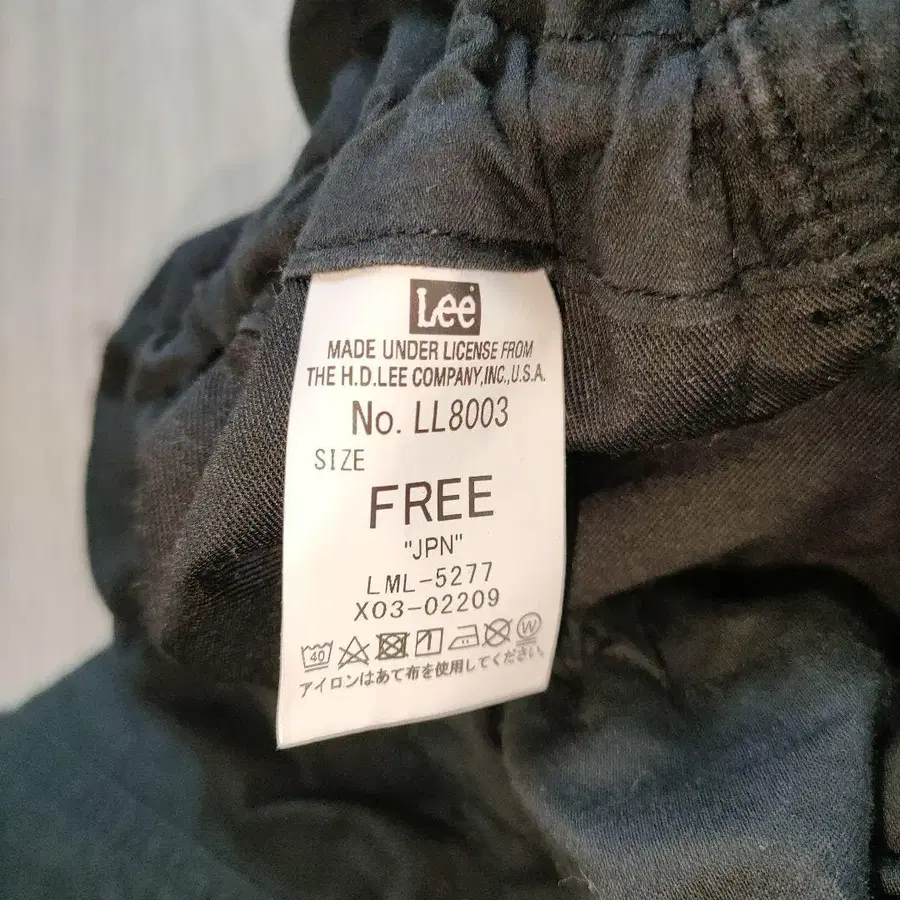 Lee
MADE UNDER LICENSE FROM
THE H.D.LEE COMPANY,INC.,U.S.A.
No. LL8003
SIZE
FREE
"JPN"
LML-5277
X03-02209
40 W
アイロンはあて布を使用してください。